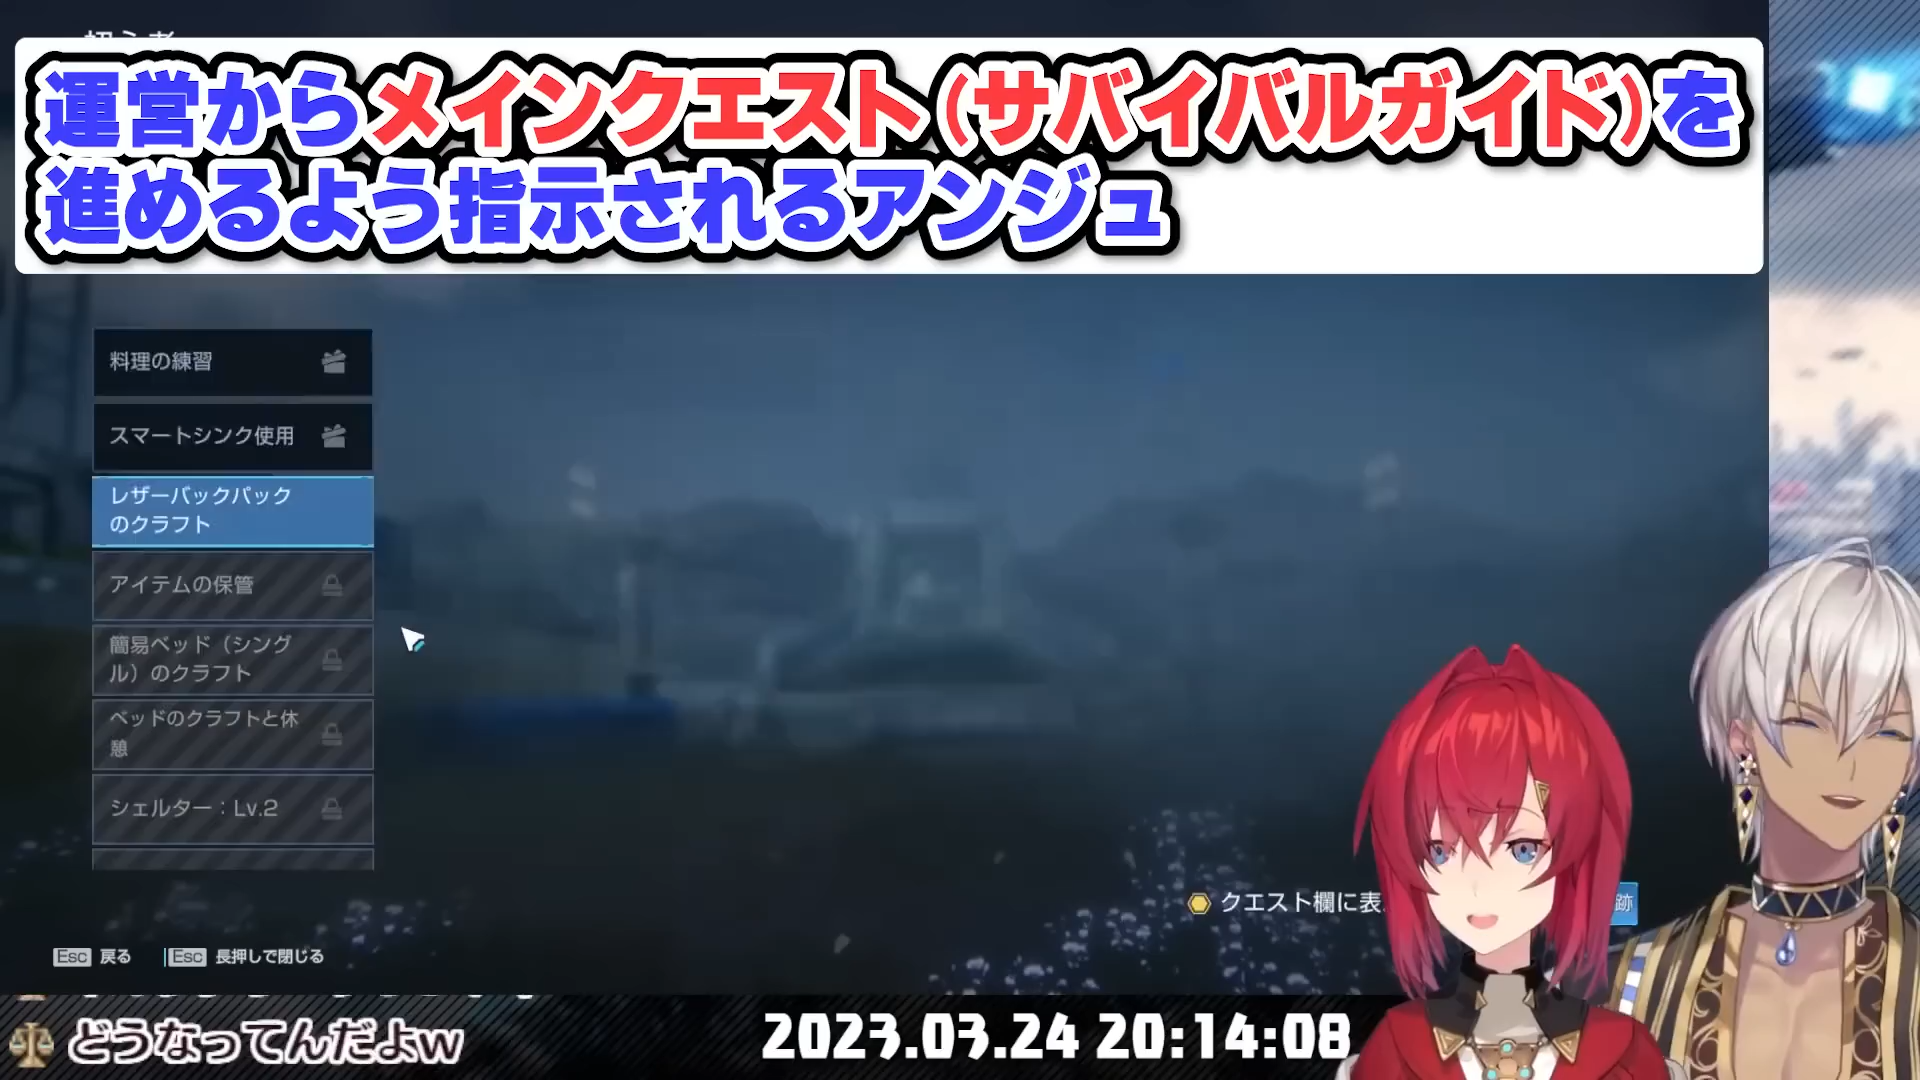 運営からメインクエスト(サバイバルガイド)を
進めるよう指示されるアンジュ
料理の練習
スマートシンク使用
レザーバックパック
のクラフト
アイテムの保管
簡易ベッド（シング
ル）のクラフト
ベッドのクラフトと休
憩
シェルター：Lv.2
クエスト欄に表
跡
Esc 戻る
Esc 長押しで閉じる
どうなってんだよw
2023.03.24 20:14:08